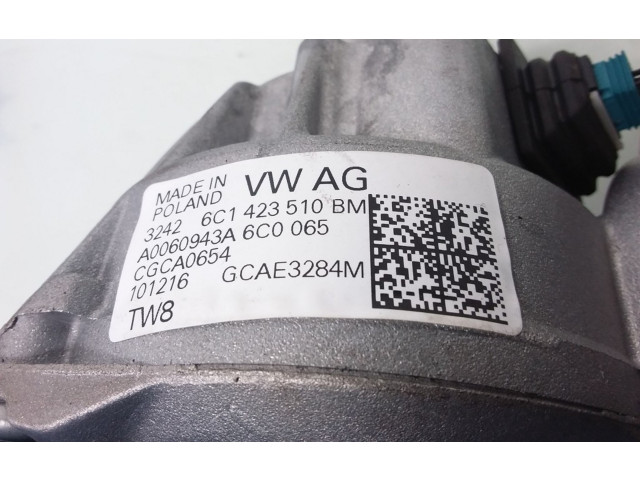 MADE IN VW AG
POLAND
3242 6C1 423 510 BM
A0060943A 6C0 065
CGCA0654
101216 GCAE3284M
TW8